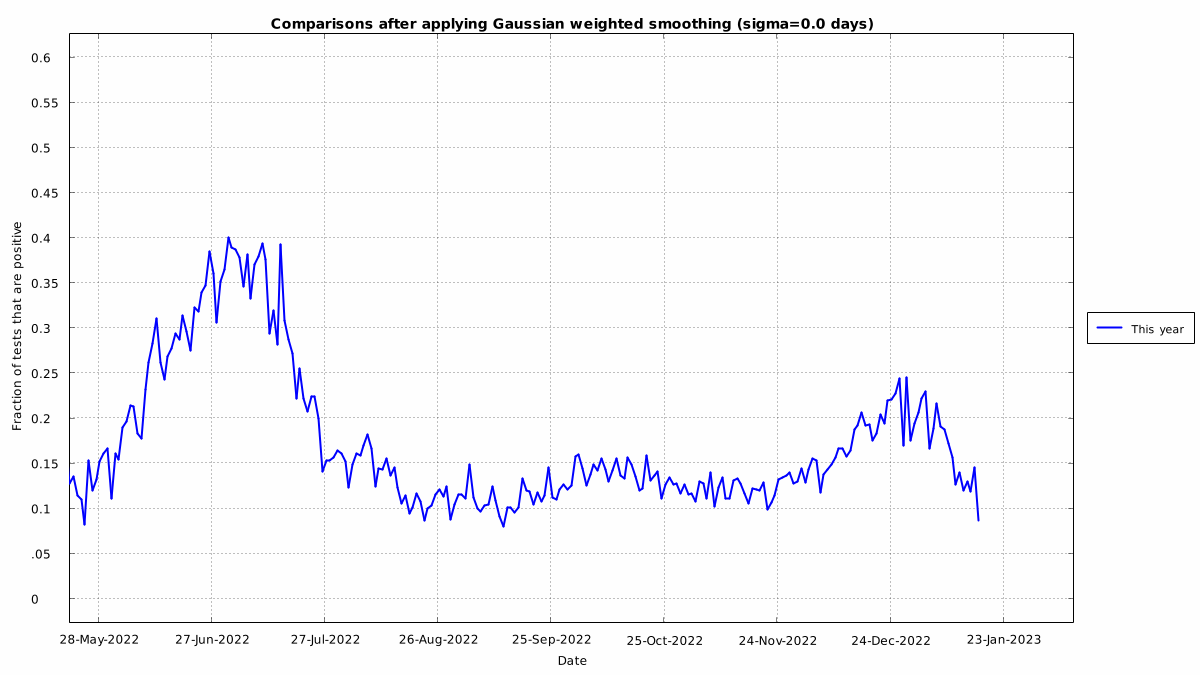 Comparisons after applying Gaussian weighted smoothing (sigma=0.0 days)
0.6
0.55
0.5
0.45
0.4
0.35
0.3
0.25
0.2
0.15
0.1
.05
0
Fraction of tests that are positive
This year
28-May-2022 27-Jun-2022 27-Jul-2022 26-Aug-2022 25-Sep-2022 25-Oct-2022 24-Nov-2022 24-Dec-2022 23-Jan-2023
Date